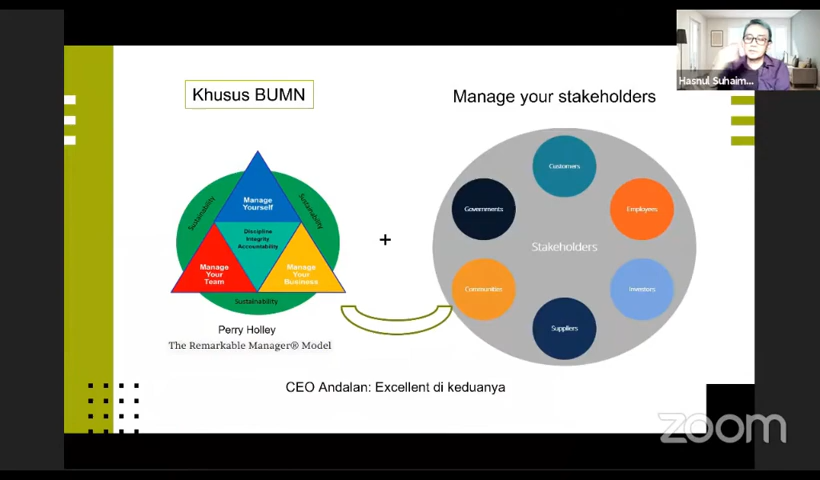 Khusus BUMN
Manage your stakeholders
Hasnul Suhaim...
Manage
Yourself
Sustainability
Sustainability
Discipline
Integrity
Accountability
Manage
Your
Team
Manage
Your
Business
Sustainability
+
Customers
Governments
Employees
Stakeholders
Communities
Investors
Suppliers
Perry Holley
The Remarkable Manager® Model
CEO Andalan: Excellent di keduanya
zoom